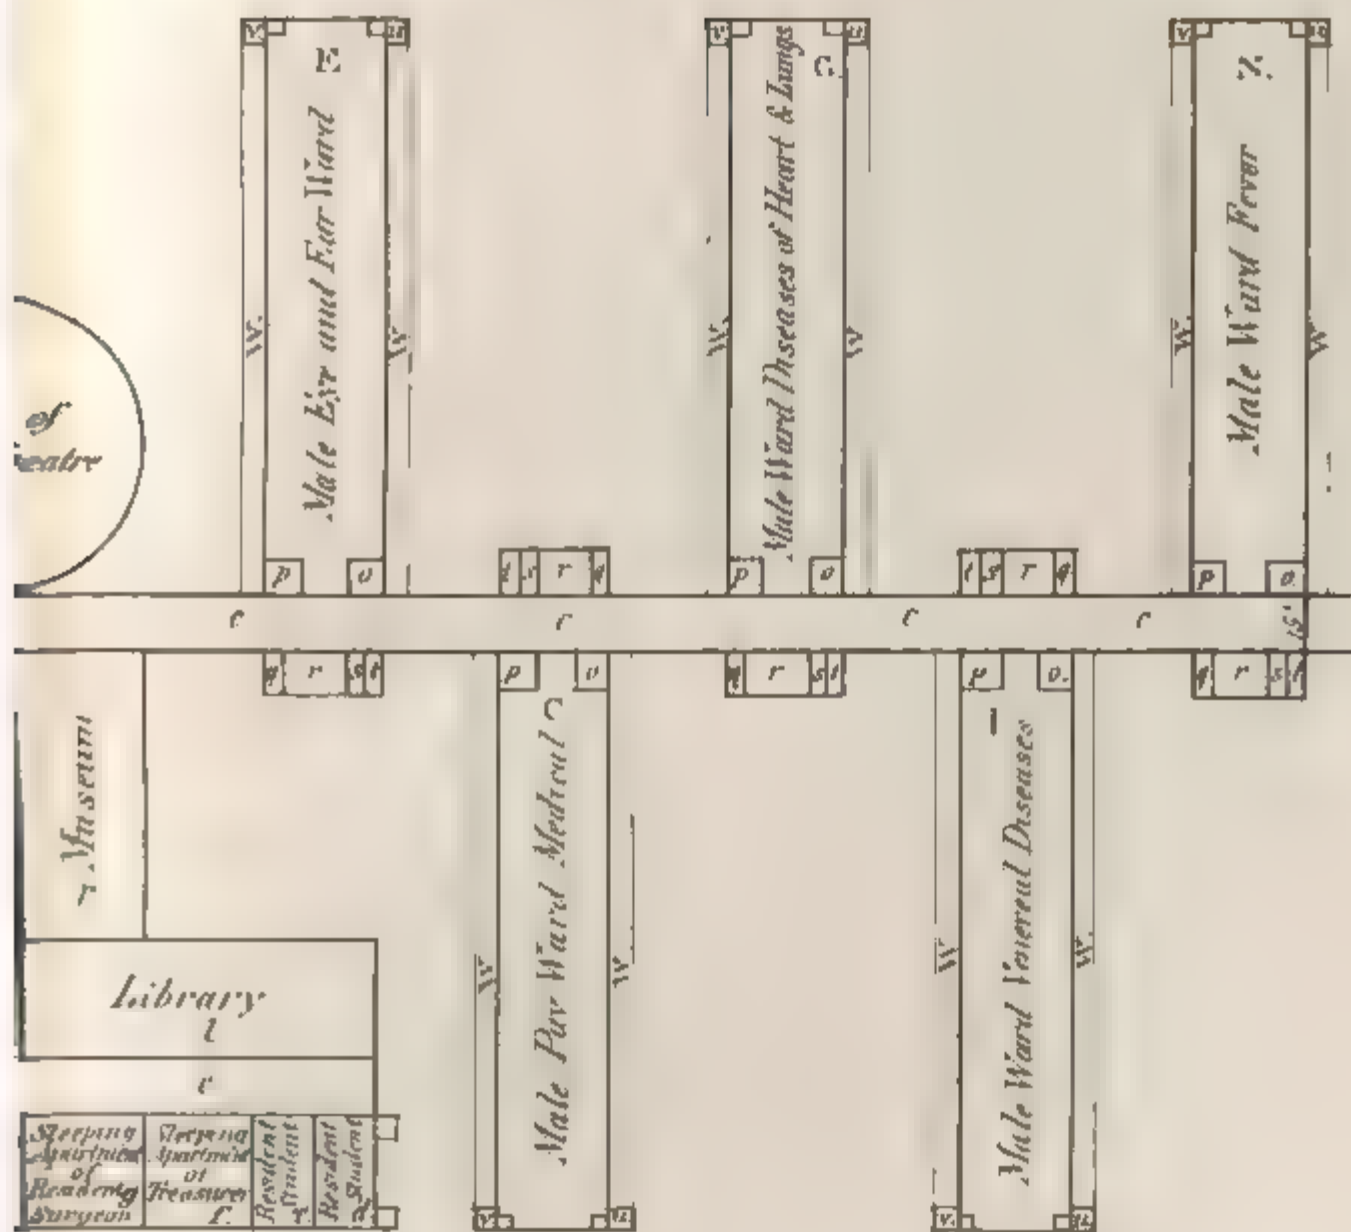 v.
u
E
Male Eye and Ear Ward
W.
W
p
o
v
u
G
Male Ward Diseases of Heart & Lungs
W.
W
p
o
v
u
Male Ward Fever
W.
W
p
o
of
eatre
t s r q
t s r q
c
c
c
c
15'
q r s t
q r s t
q r s t
Museum
p
o
C
Male Pay Ward Medical
W
W
v.
u.
p
o.
I
Male Ward Venereal Diseases
W
W.
v.
u.
Library
l
c
Sleeping
Apartment
of
Resident
Surgeon
g
Sleeping
Apartment
of
Treasurer
f.
Resident
Student
Resident
Student